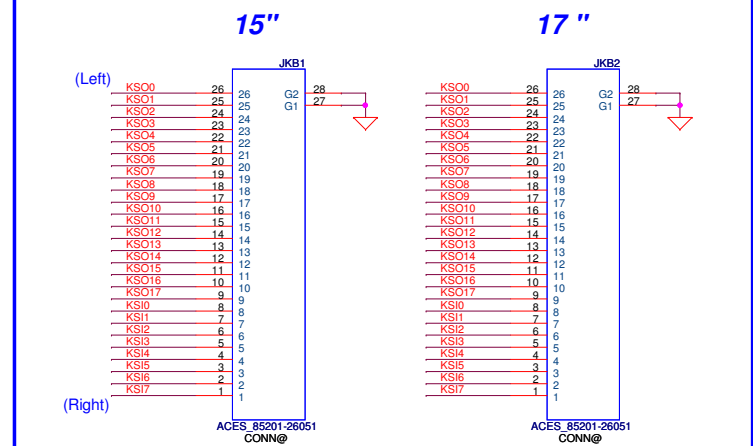 15" 17 "
JKB1 JKB2
(Left)
KSO0 26 26 G2 28 KSO0 26 26 G2 28
KSO1 25 25 G1 27 KSO1 25 25 G1 27
KSO2 24 24 KSO2 24 24
KSO3 23 23 KSO3 23 23
KSO4 22 22 KSO4 22 22
KSO5 21 21 KSO5 21 21
KSO6 20 20 KSO6 20 20
KSO7 19 19 KSO7 19 19
KSO8 18 18 KSO8 18 18
KSO9 17 17 KSO9 17 17
KSO10 16 16 KSO10 16 16
KSO11 15 15 KSO11 15 15
KSO12 14 14 KSO12 14 14
KSO13 13 13 KSO13 13 13
KSO14 12 12 KSO14 12 12
KSO15 11 11 KSO15 11 11
KSO16 10 10 KSO16 10 10
KSO17 9 9 KSO17 9 9
KSI0 8 8 KSI0 8 8
KSI1 7 7 KSI1 7 7
KSI2 6 6 KSI2 6 6
KSI3 5 5 KSI3 5 5
KSI4 4 4 KSI4 4 4
KSI5 3 3 KSI5 3 3
KSI6 2 2 KSI6 2 2
KSI7 1 1 KSI7 1 1
(Right)
ACES_85201-26051 ACES_85201-26051
CONN@ CONN@